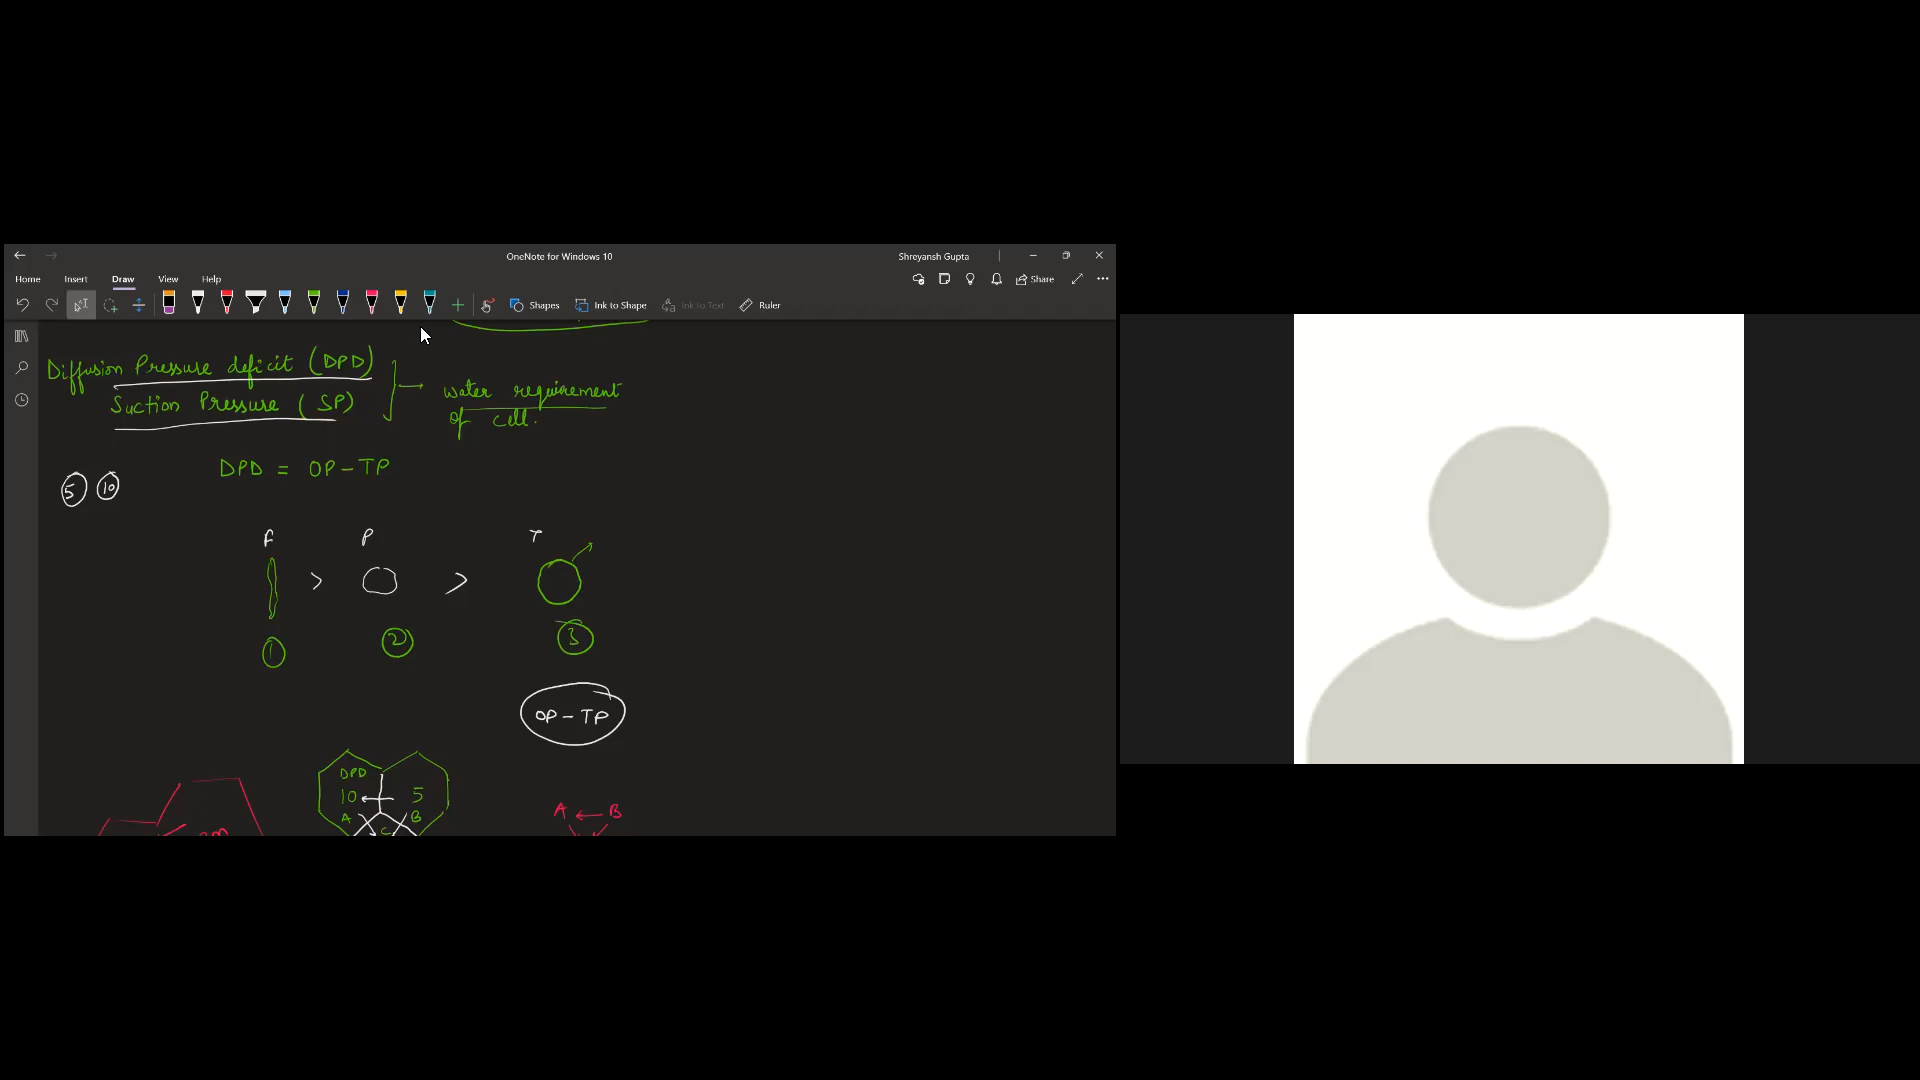 OneNote for Windows 10
Shreyansh Gupta
Home Insert Draw View Help
Share
Shapes Ink to Shape Ink to Text Ruler
Diffusion Pressure deficit (DPD)
Suction Pressure ( SP)
water requirement
of cell.
DPD = OP - TP
5 10
F P T
> >
1 2 3
OP - TP
DPD
10 5
A B
C
A B